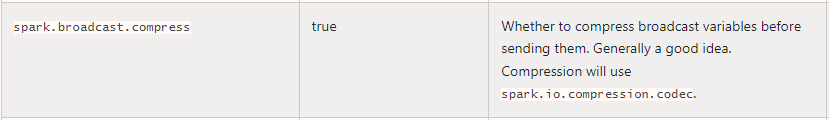 spark.broadcast.compress
true
Whether to compress broadcast variables before
sending them. Generally a good idea.
Compression will use
spark.io.compression.codec.